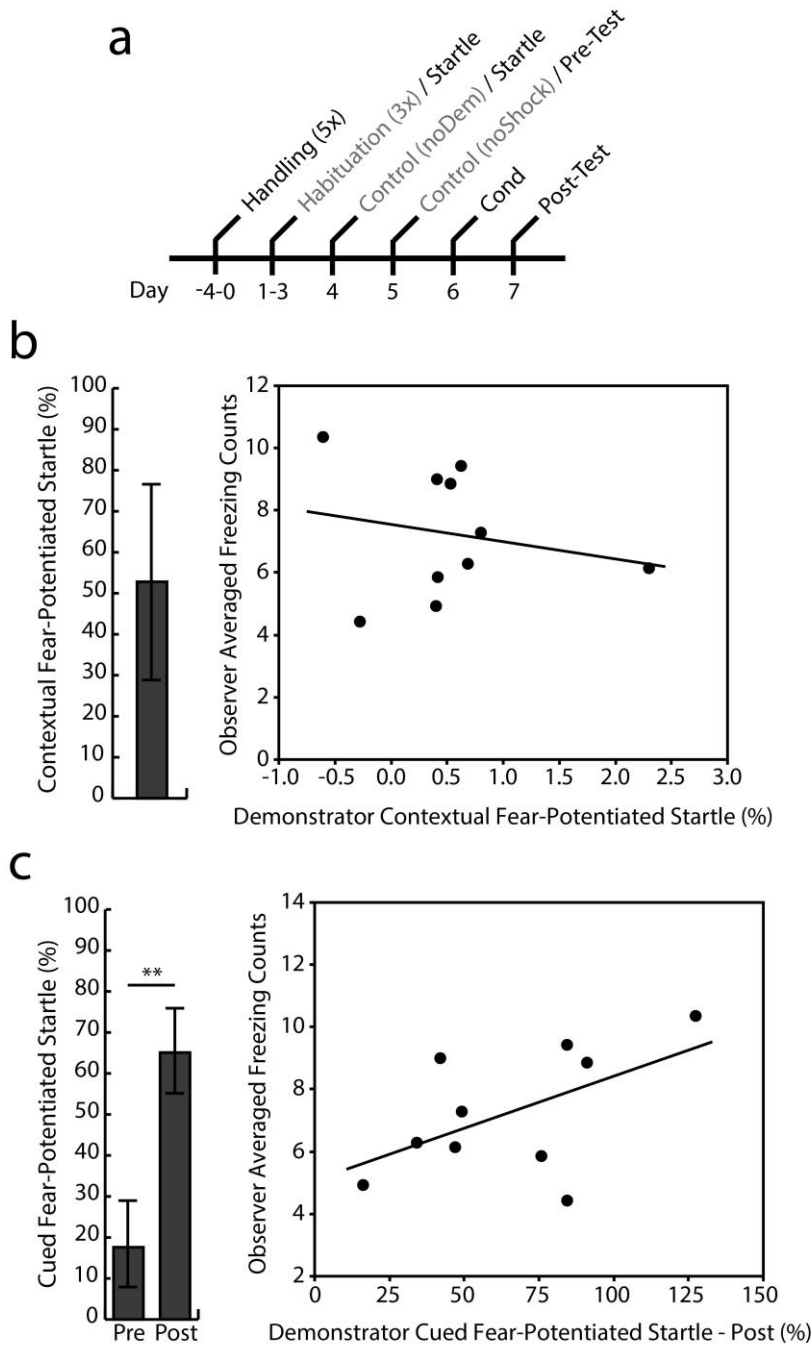 a
Handling (5x)
Habituation (3x) / Startle
Control (noDem) / Startle
Control (noShock) / Pre-Test
Cond
Post-Test
Day -4-0 1-3 4 5 6 7
b
Contextual Fear-Potentiated Startle (%)
100
90
80
70
60
50
40
30
20
10
0
Observer Averaged Freezing Counts
12
10
8
6
4
2
0
-1.0 -0.5 0.0 0.5 1.0 1.5 2.0 2.5 3.0
Demonstrator Contextual Fear-Potentiated Startle (%)
c
Cued Fear-Potentiated Startle (%)
100
90
80
70
60
50
40
30
20
10
0
**
Pre Post
Observer Averaged Freezing Counts
14
12
10
8
6
4
2
0 25 50 75 100 125 150
Demonstrator Cued Fear-Potentiated Startle - Post (%)